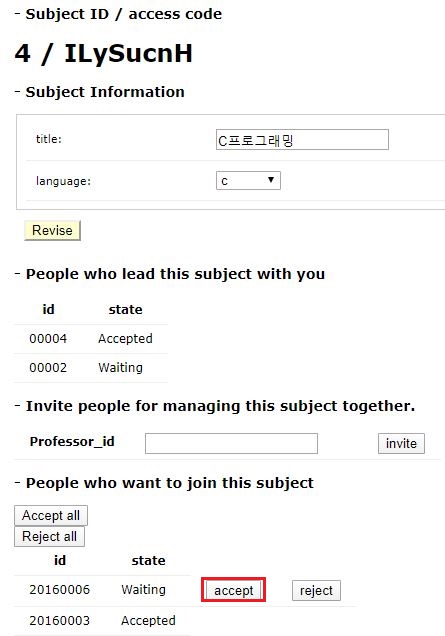 - Subject ID / access code
4 / ILySucnH
- Subject Information
title: C프로그래밍
language: c
Revise
- People who lead this subject with you
id state
00004 Accepted
00002 Waiting
- Invite people for managing this subject together.
Professor_id invite
- People who want to join this subject
Accept all
Reject all
id state
20160006 Waiting accept reject
20160003 Accepted